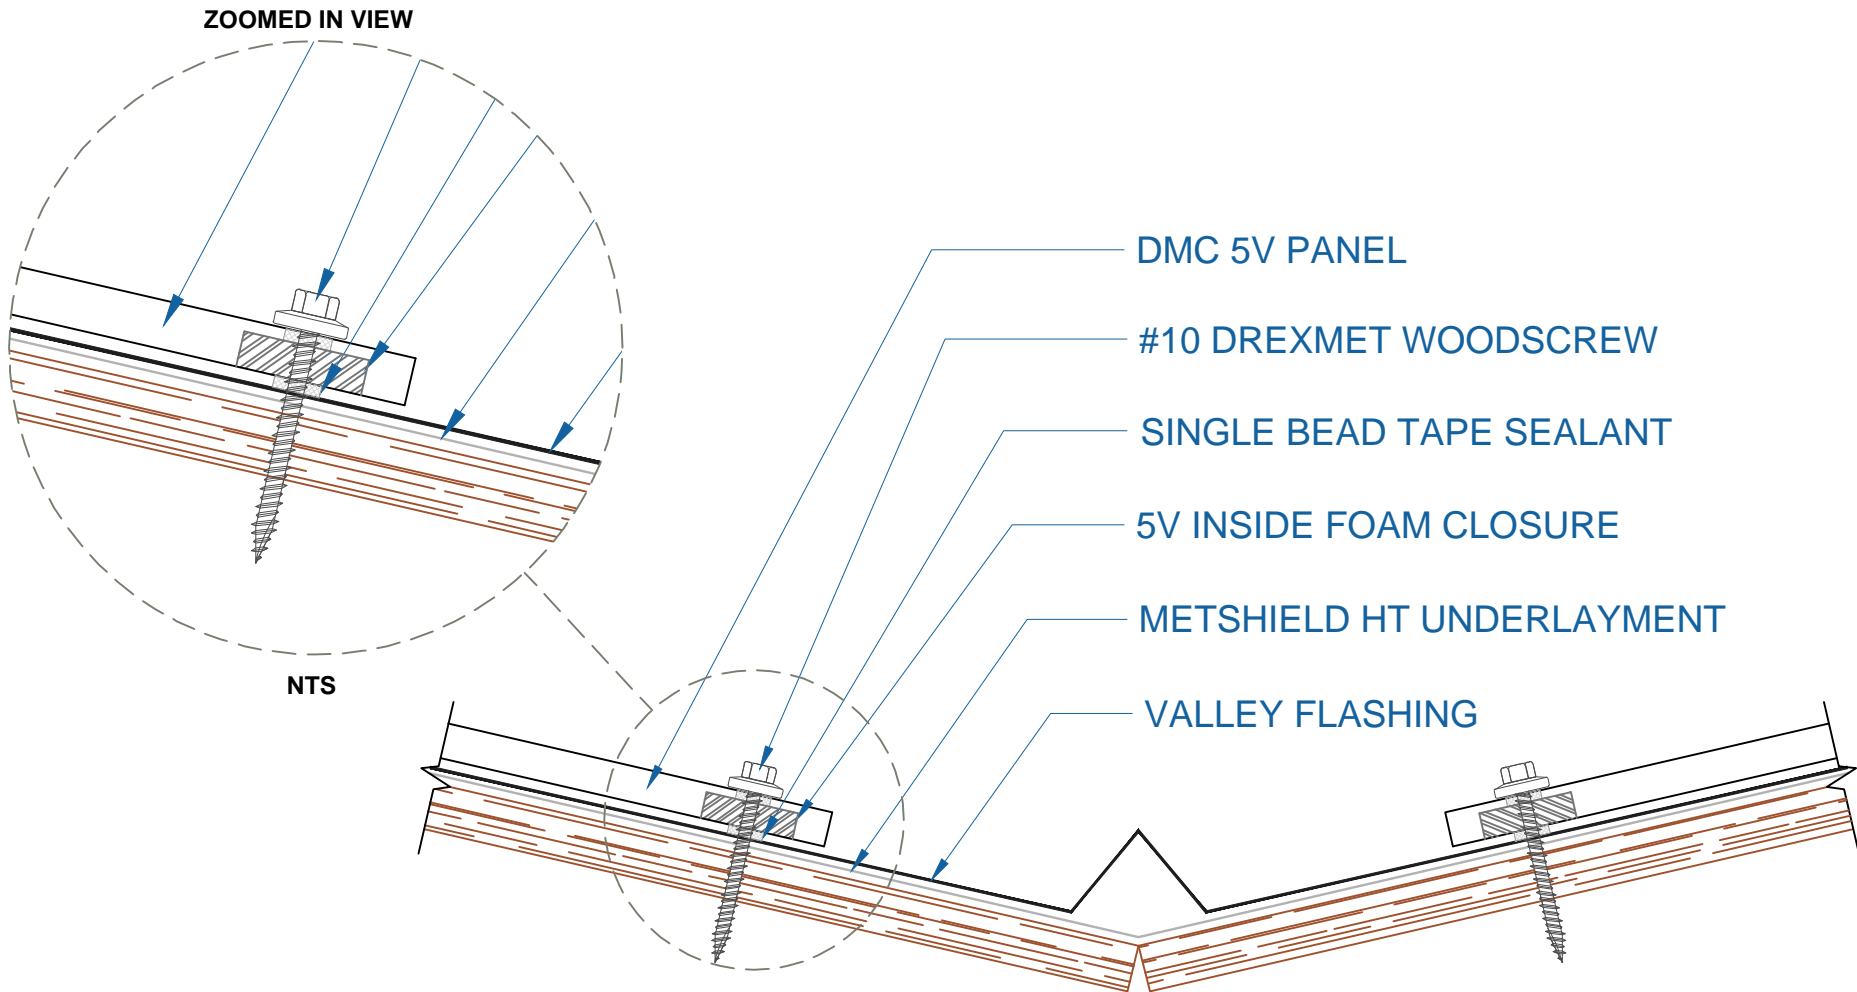 ZOOMED IN VIEW
DMC 5V PANEL
#10 DREXMET WOODSCREW
SINGLE BEAD TAPE SEALANT
5V INSIDE FOAM CLOSURE
METSHIELD HT UNDERLAYMENT
NTS
VALLEY FLASHING